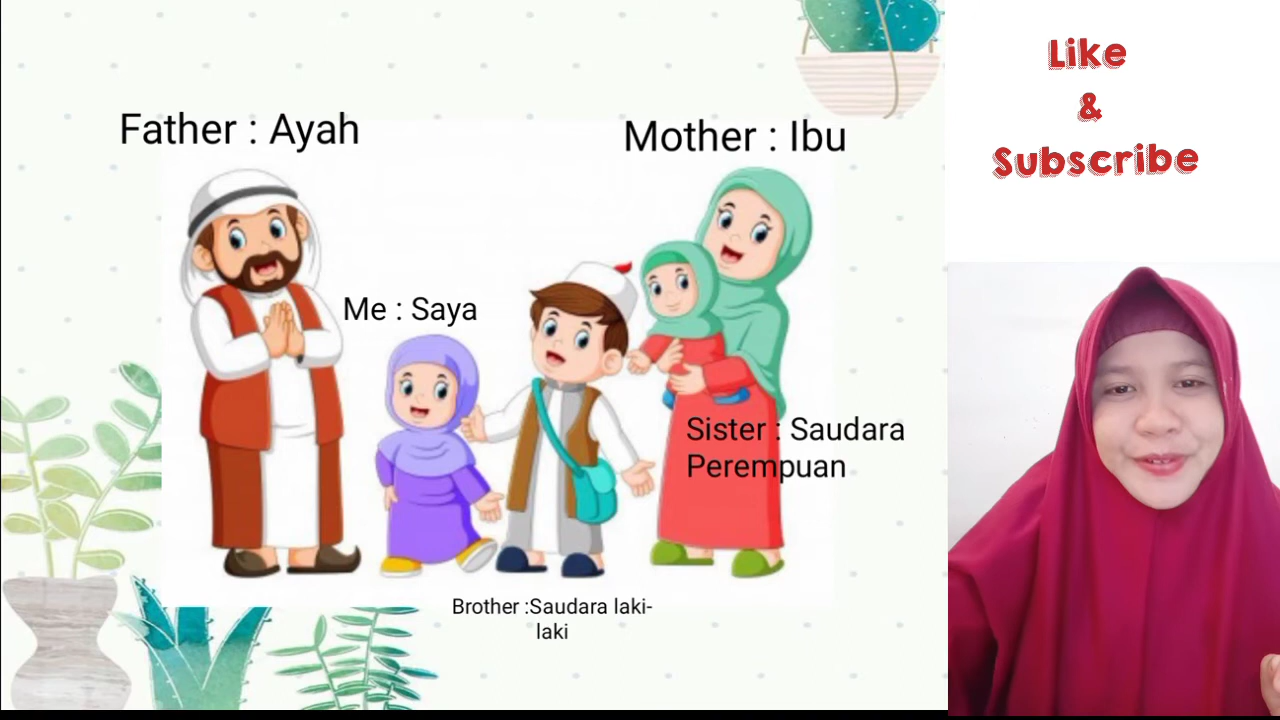 Father : Ayah
Mother : Ibu
Me : Saya
Sister : Saudara
Perempuan
Brother :Saudara laki-
laki
Like
&
Subscribe